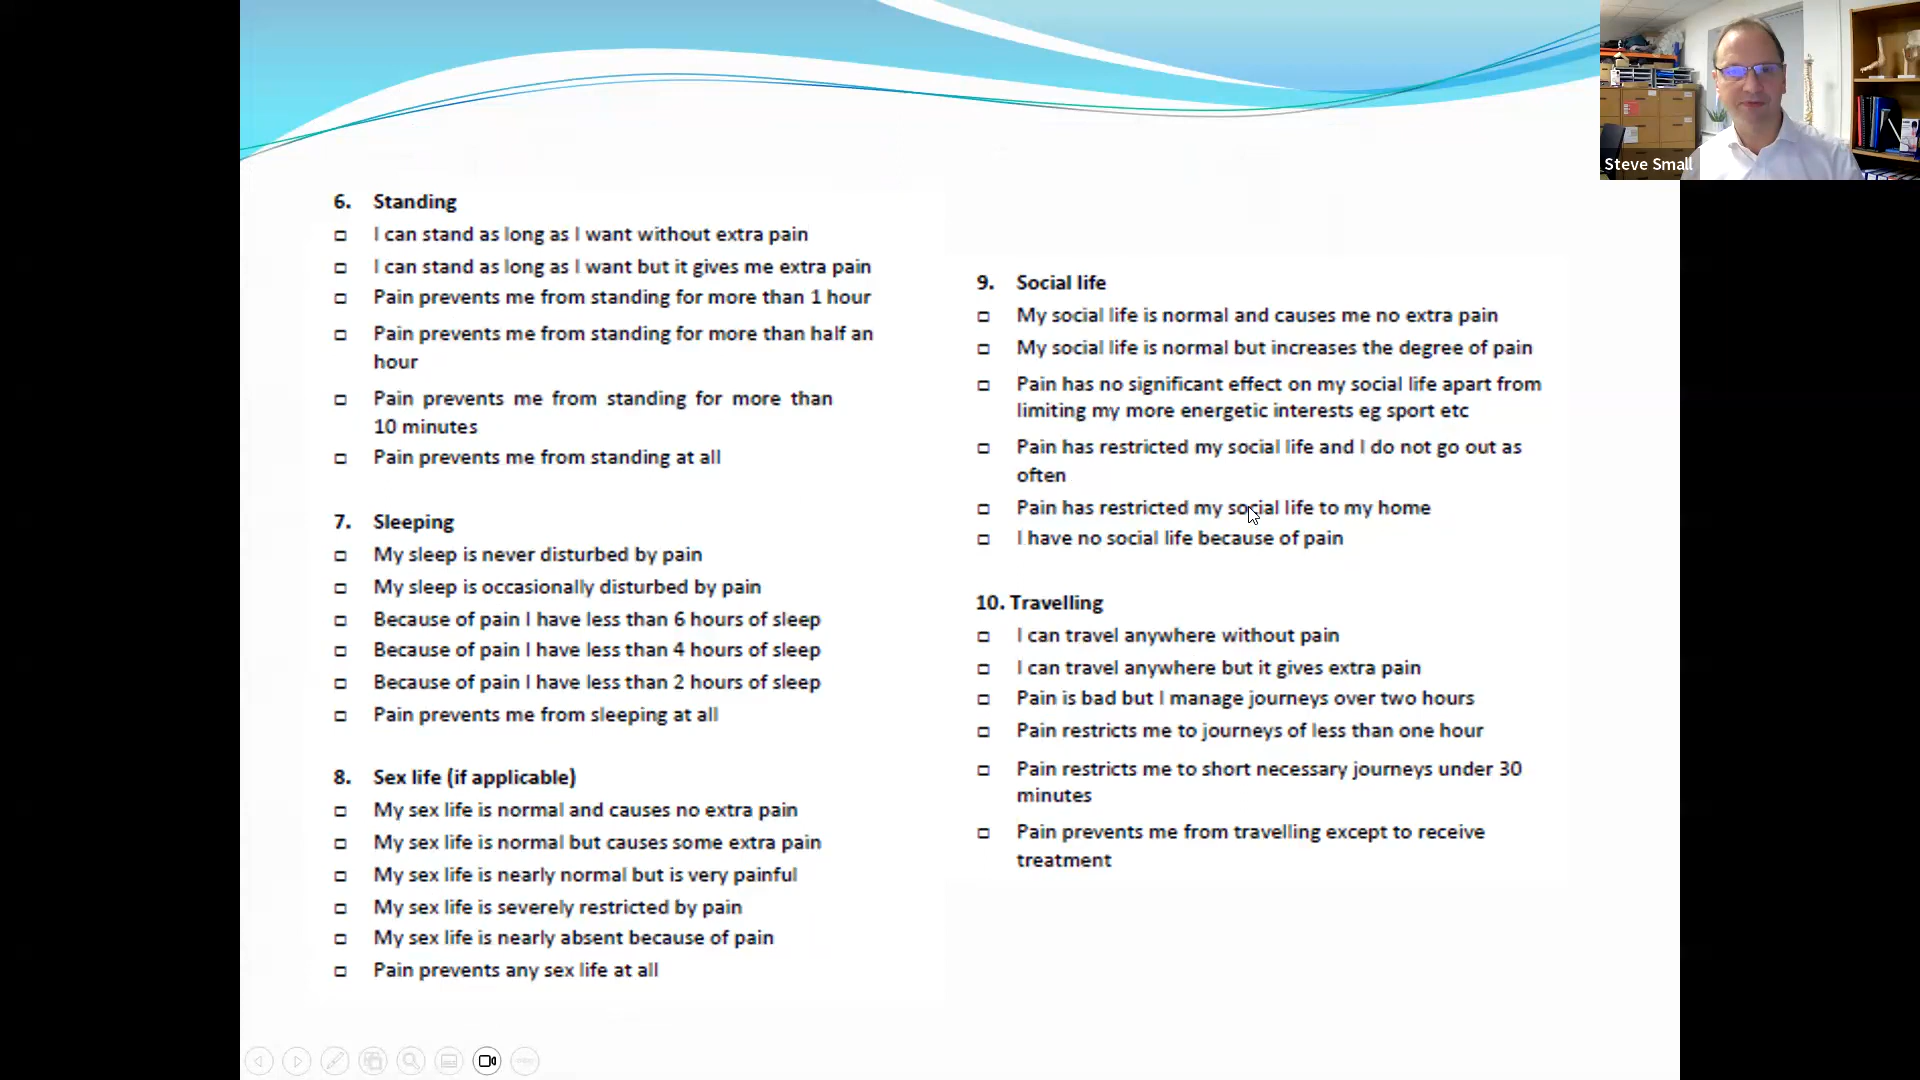 Steve Small
6. Standing
I can stand as long as I want without extra pain
I can stand as long as I want but it gives me extra pain
Pain prevents me from standing for more than 1 hour
Pain prevents me from standing for more than half an
hour
Pain prevents me from standing for more than
10 minutes
Pain prevents me from standing at all
7. Sleeping
My sleep is never disturbed by pain
My sleep is occasionally disturbed by pain
Because of pain I have less than 6 hours of sleep
Because of pain I have less than 4 hours of sleep
Because of pain I have less than 2 hours of sleep
Pain prevents me from sleeping at all
8. Sex life (if applicable)
My sex life is normal and causes no extra pain
My sex life is normal but causes some extra pain
My sex life is nearly normal but is very painful
My sex life is severely restricted by pain
My sex life is nearly absent because of pain
Pain prevents any sex life at all
9. Social life
My social life is normal and causes me no extra pain
My social life is normal but increases the degree of pain
Pain has no significant effect on my social life apart from
limiting my more energetic interests eg sport etc
Pain has restricted my social life and I do not go out as
often
Pain has restricted my social life to my home
I have no social life because of pain
10. Travelling
I can travel anywhere without pain
I can travel anywhere but it gives extra pain
Pain is bad but I manage journeys over two hours
Pain restricts me to journeys of less than one hour
Pain restricts me to short necessary journeys under 30
minutes
Pain prevents me from travelling except to receive
treatment